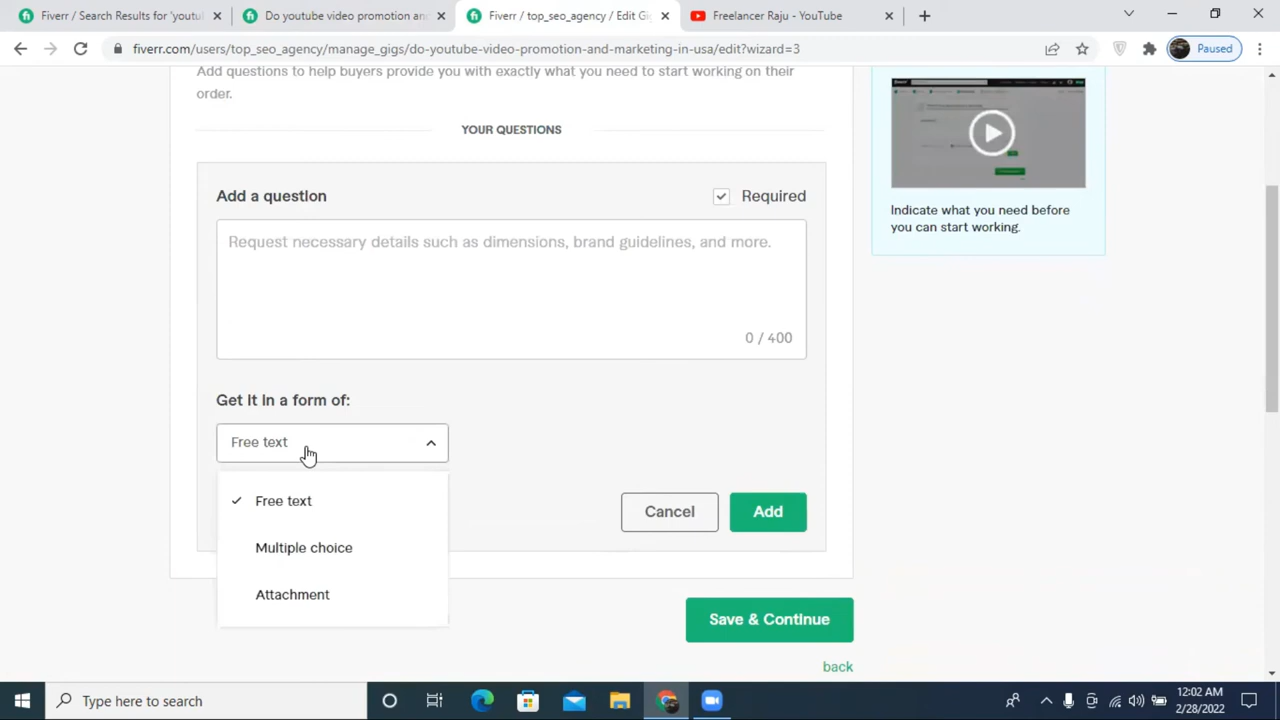 Fiverr / Search Results for 'youtu
Do youtube video promotion and
Fiverr / top_seo_agency / Edit Gi
Freelancer Raju - YouTube
fiverr.com/users/top_seo_agency/manage_gigs/do-youtube-video-promotion-and-marketing-in-usa/edit?wizard=3
Paused
Add questions to help buyers provide you with exactly what you need to start working on their
order.
YOUR QUESTIONS
Add a question
Required
Request necessary details such as dimensions, brand guidelines, and more.
0 / 400
Get it in a form of:
Free text
Free text
Multiple choice
Attachment
Cancel
Add
Save & Continue
back
Indicate what you need before
you can start working.
Type here to search
12:02 AM
2/28/2022